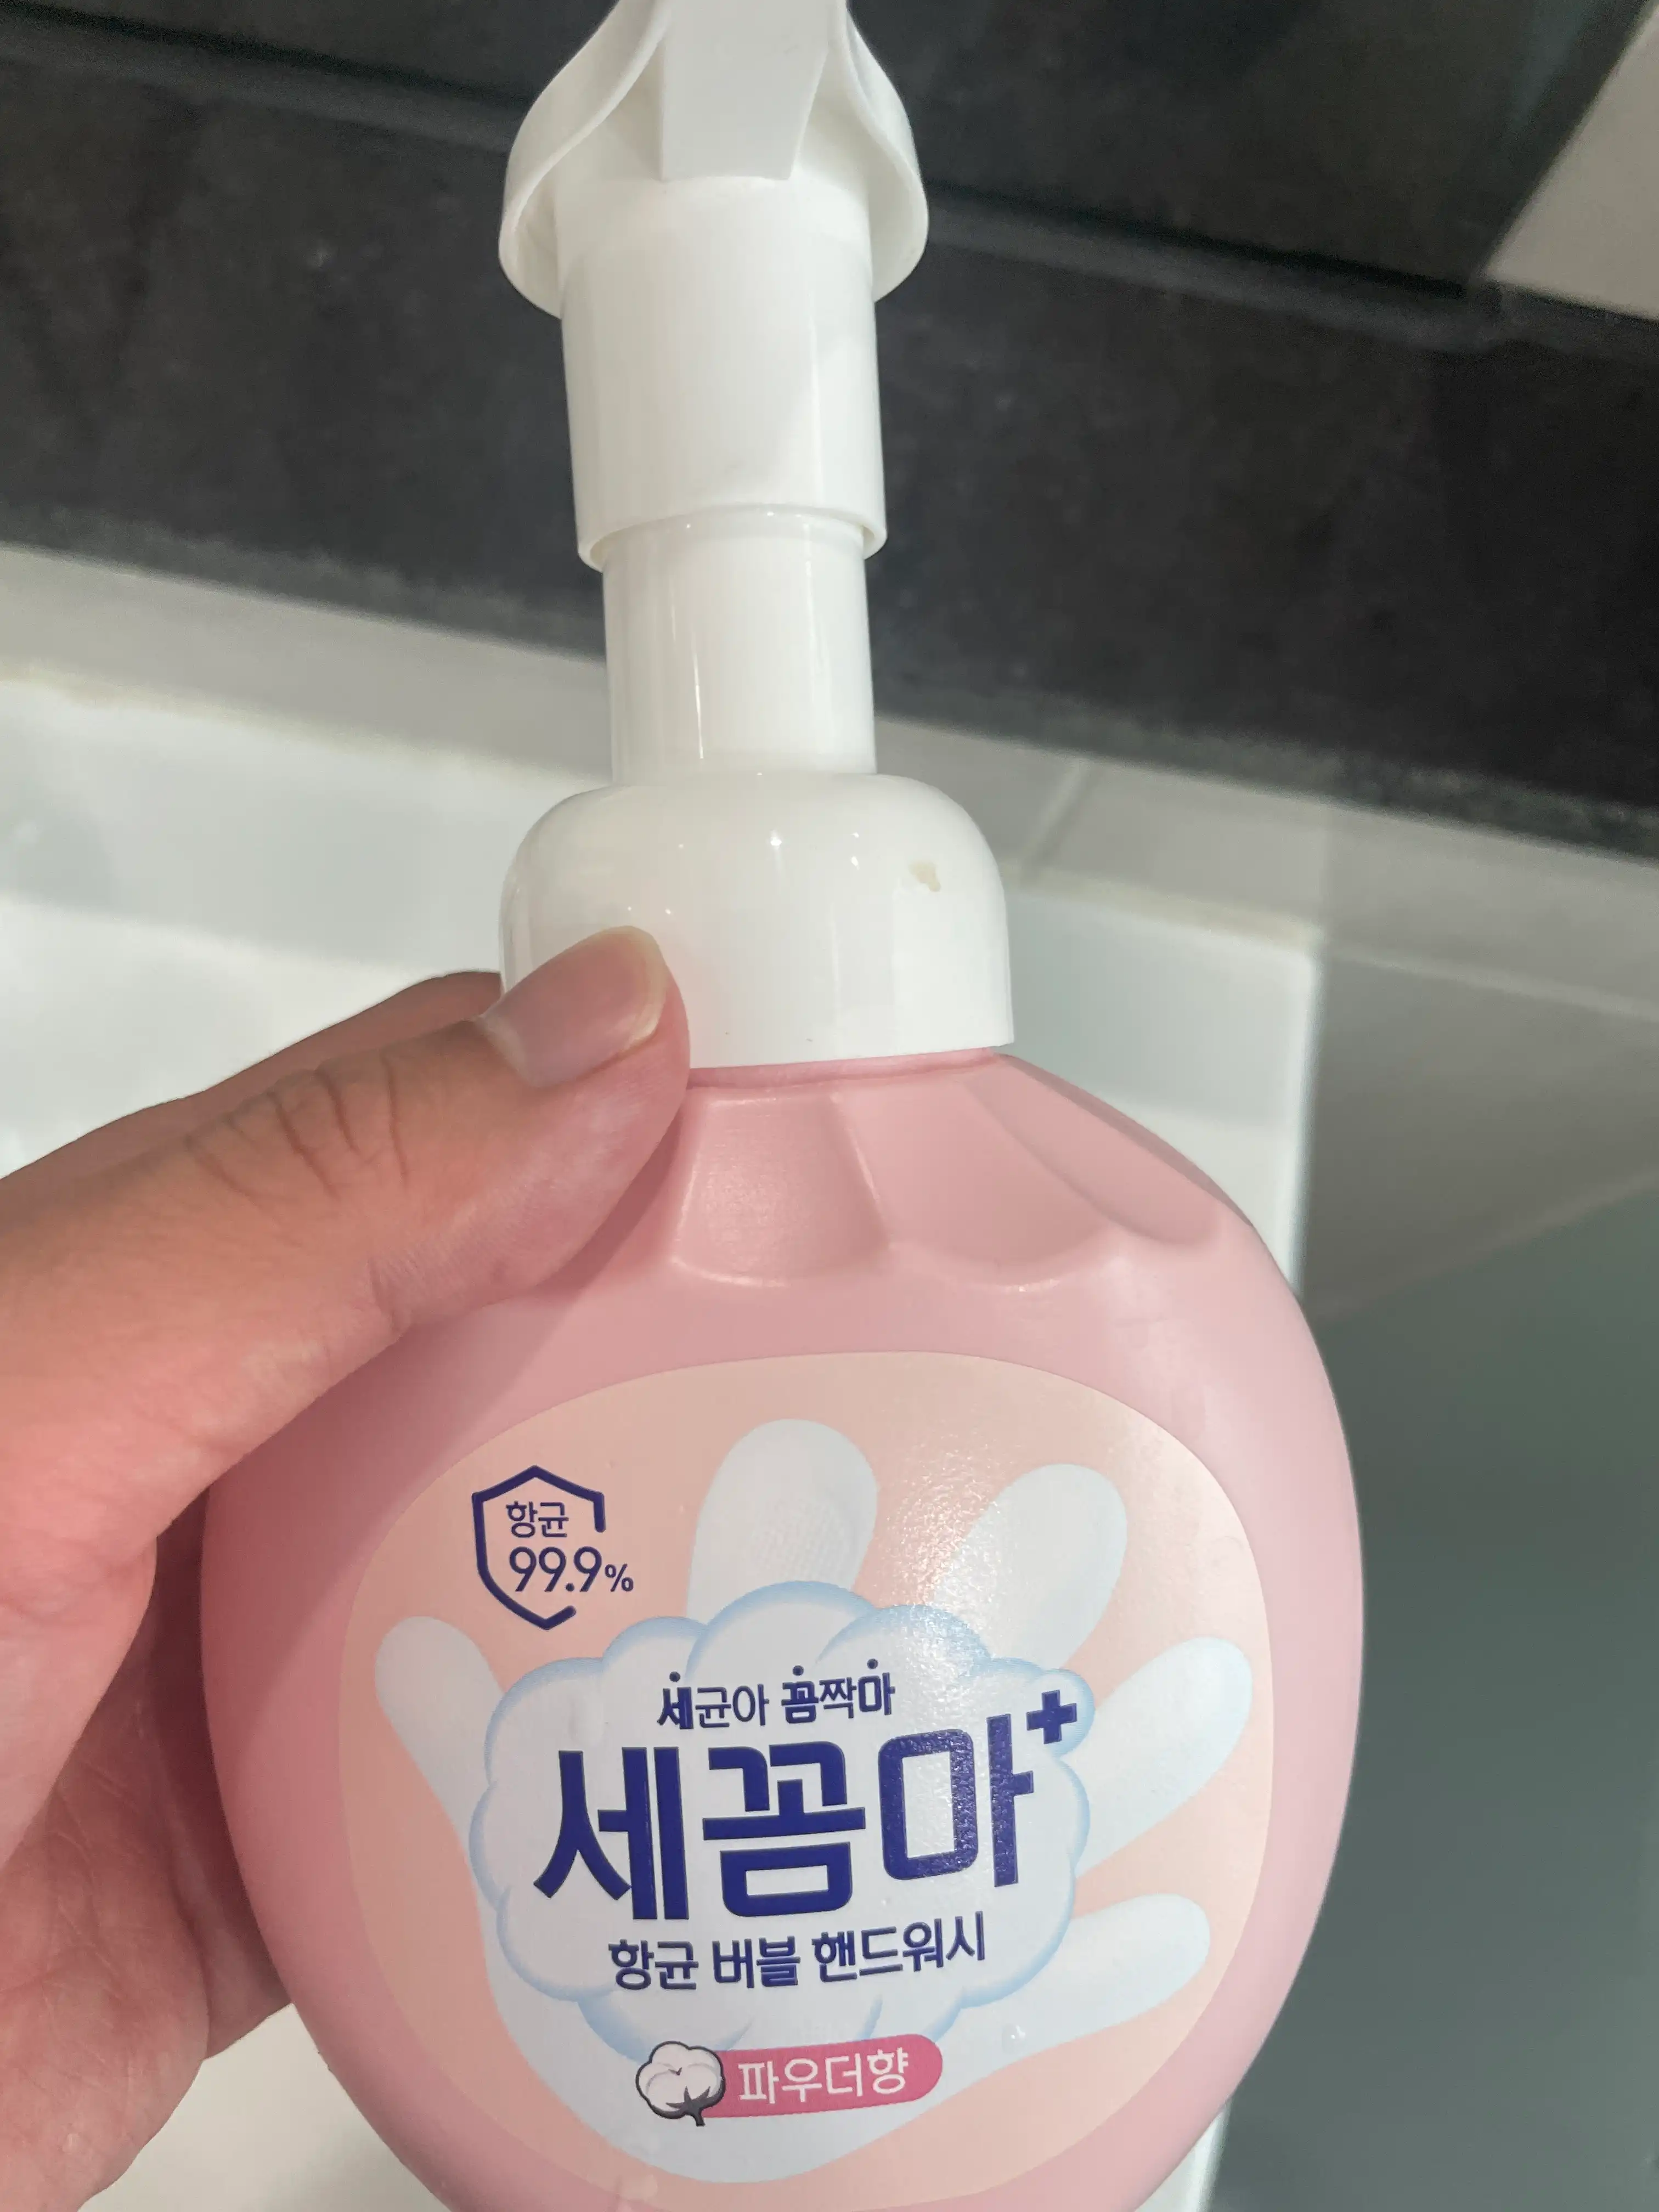 항균
99.9%
세균아 꼼짝마
세꼼마+
항균 버블 핸드워시
파우더향